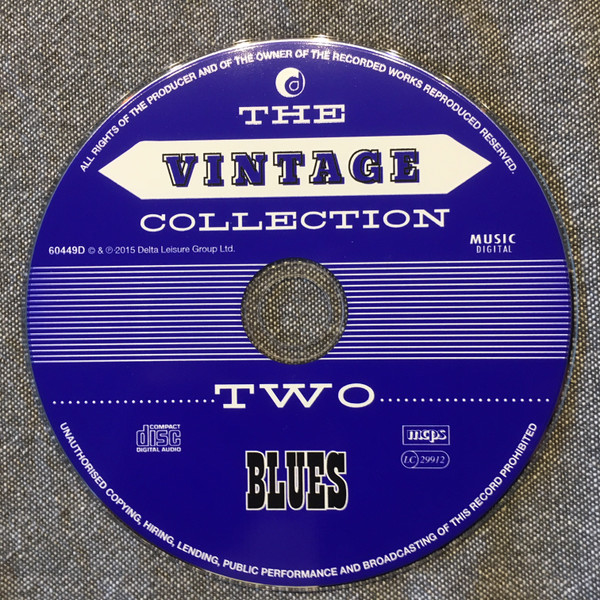 ALL RIGHTS OF THE PRODUCER AND OF THE OWNER OF THE RECORDED WORKS REPRODUCED RESERVED.
d
THE
VINTAGE
COLLECTION
60449D © & ℗ 2015 Delta Leisure Group Ltd.
MUSIC
DIGITAL
TWO
COMPACT
disc
DIGITAL AUDIO
mcps
LC 29912
BLUES
UNAUTHORISED COPYING, HIRING, LENDING, PUBLIC PERFORMANCE AND BROADCASTING OF THIS RECORD PROHIBITED